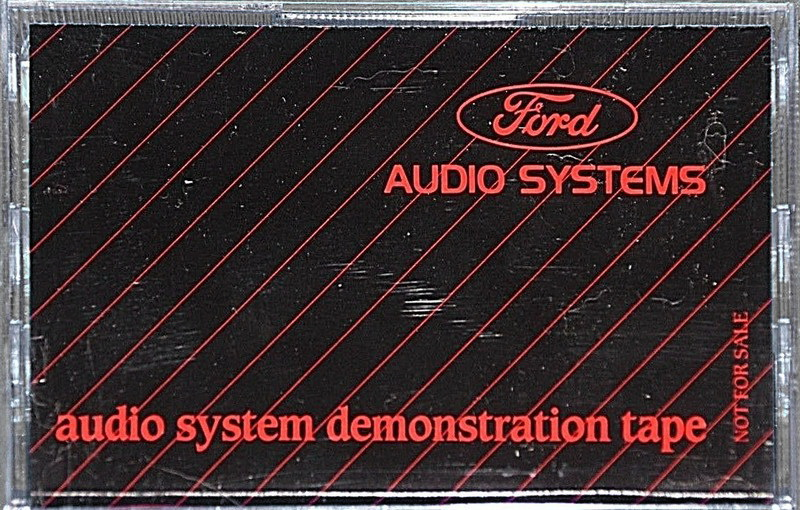 Ford
AUDIO SYSTEMS
NOT FOR SALE
audio system demonstration tape